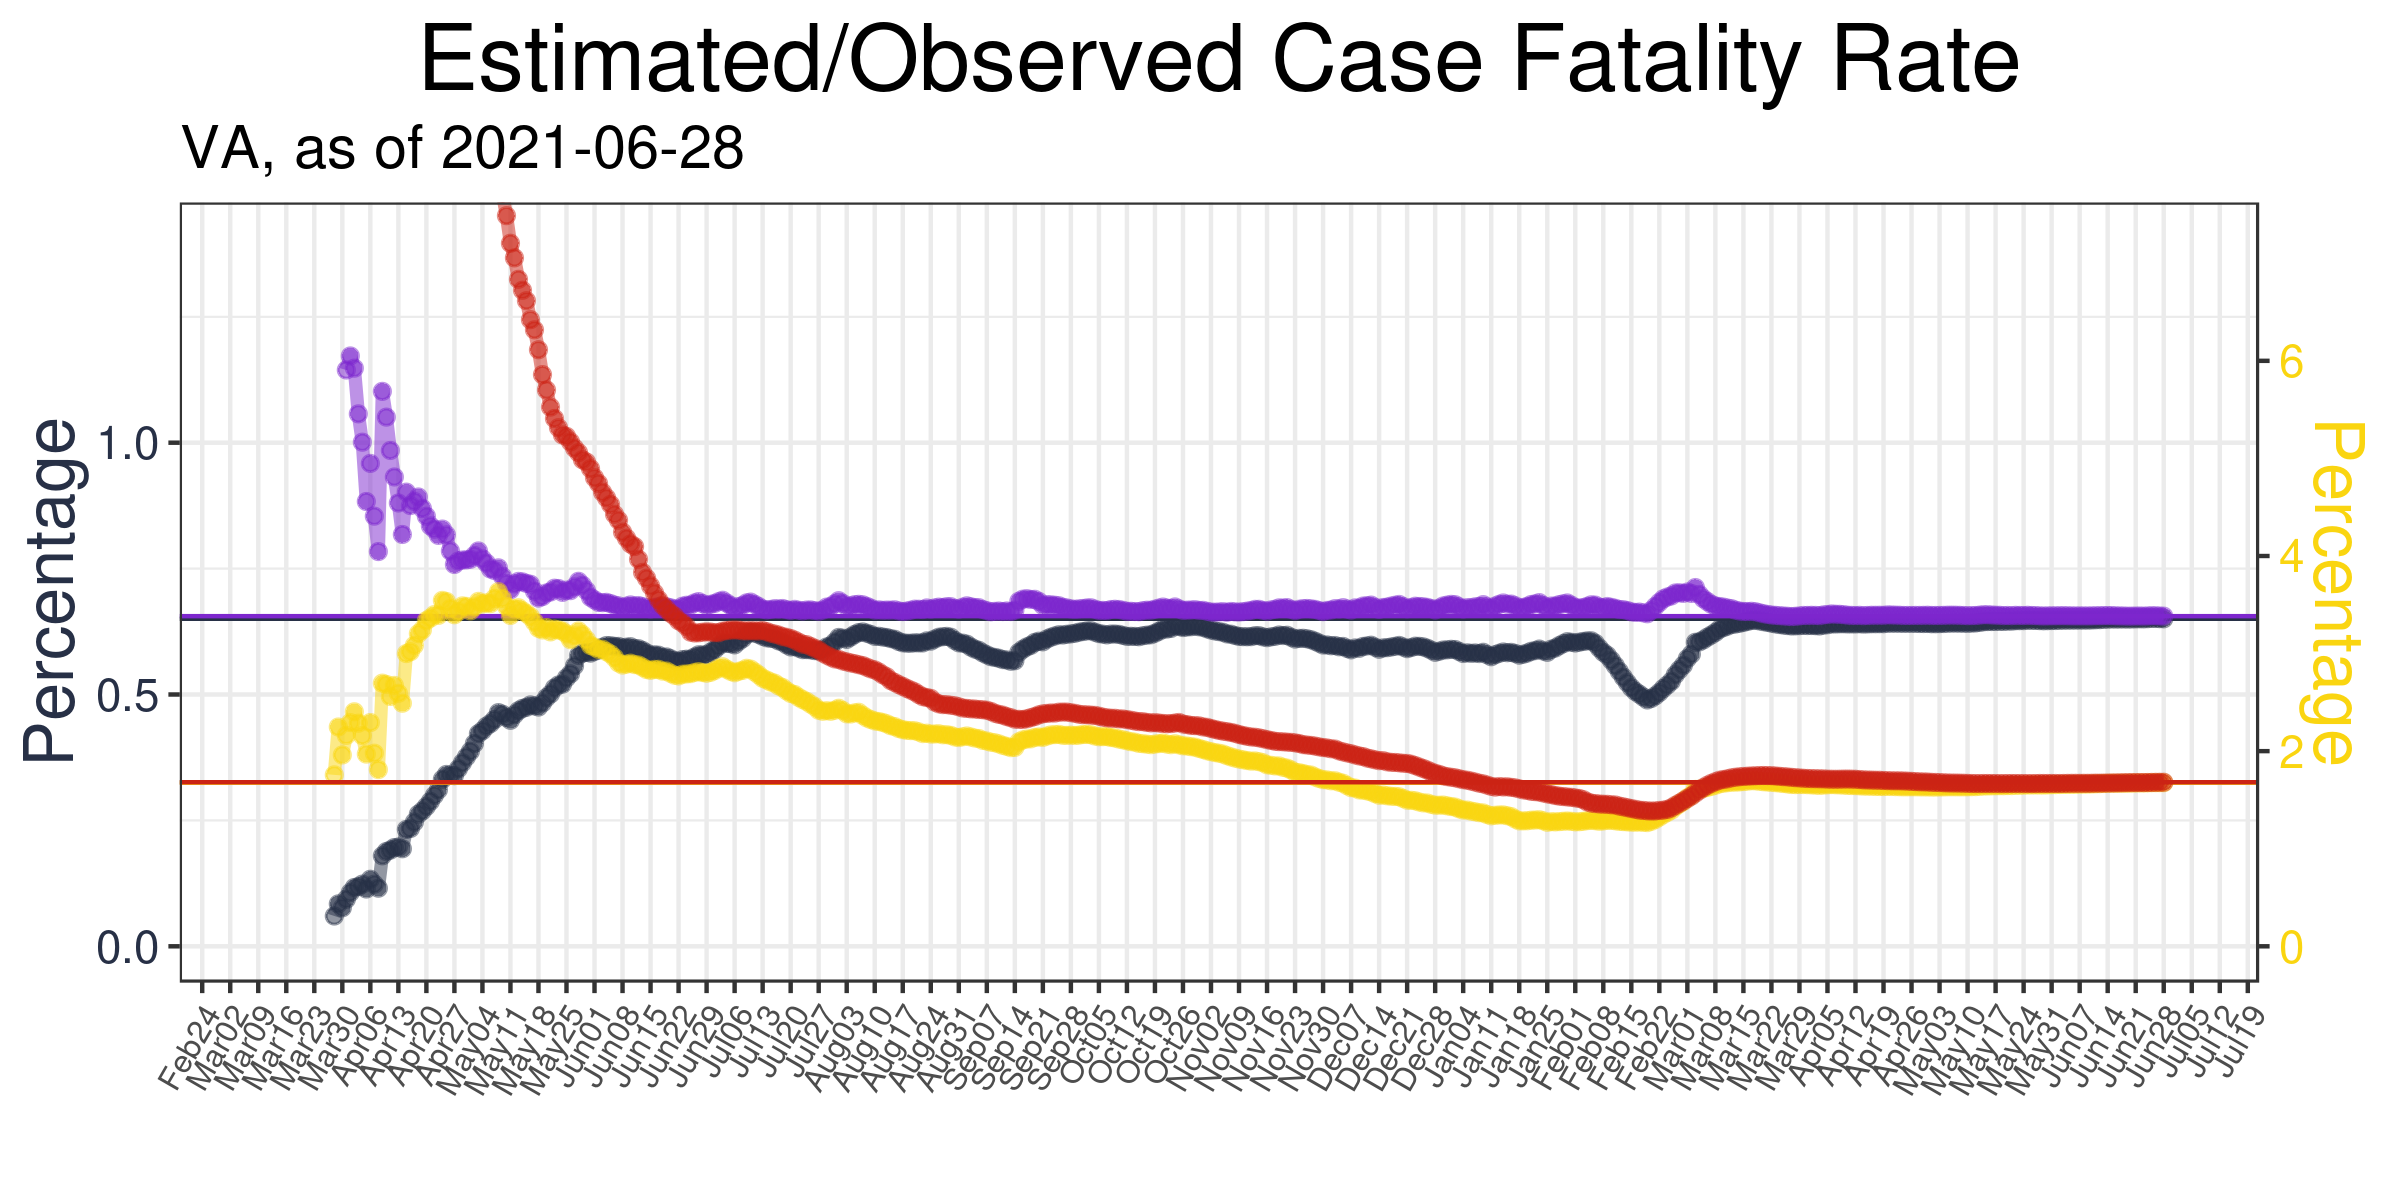 Estimated/Observed Case Fatality Rate
VA, as of 2021-06-28
Percentage
1.0
0.5
0.0
6
4
2
0
Percentage
Feb24
Mar02
Mar09
Mar16
Mar23
Mar30
Apr06
Apr13
Apr20
Apr27
May04
May11
May18
May25
Jun01
Jun08
Jun15
Jun22
Jun29
Jul06
Jul13
Jul20
Jul27
Aug03
Aug10
Aug17
Aug24
Aug31
Sep07
Sep14
Sep21
Sep28
Oct05
Oct12
Oct19
Oct26
Nov02
Nov09
Nov16
Nov23
Nov30
Dec07
Dec14
Dec21
Dec28
Jan04
Jan11
Jan18
Jan25
Feb01
Feb08
Feb15
Feb22
Mar01
Mar08
Mar15
Mar22
Mar29
Apr05
Apr12
Apr19
Apr26
May03
May10
May17
May24
May31
Jun07
Jun14
Jun21
Jun28
Jul05
Jul12
Jul19